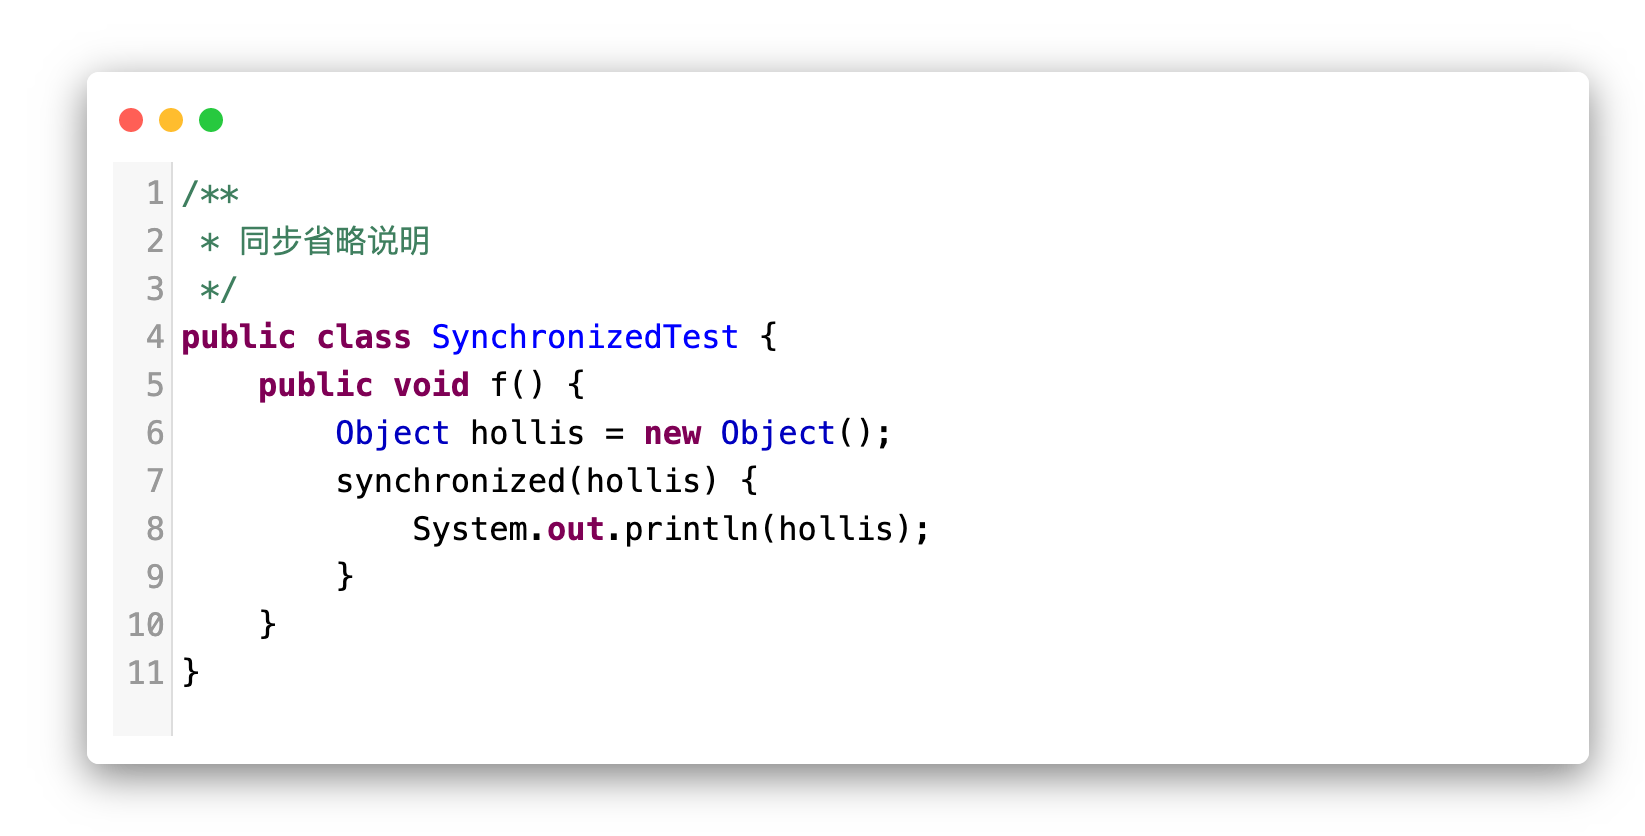 1 /**
2  * 同步省略说明
3  */
4 public class SynchronizedTest {
5     public void f() {
6         Object hollis = new Object();
7         synchronized(hollis) {
8             System.out.println(hollis);
9         }
10     }
11 }